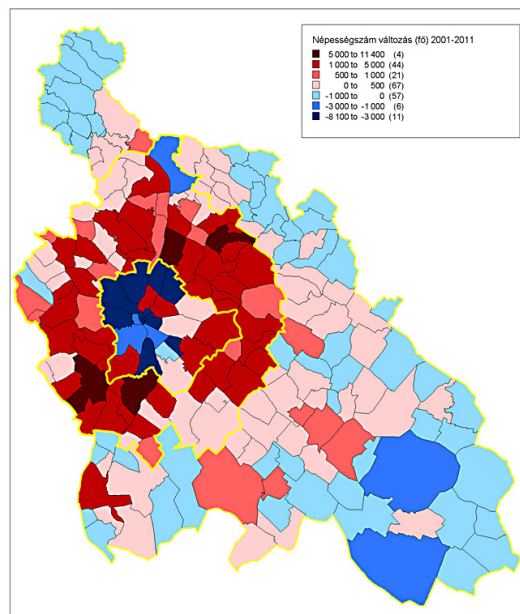 Népességszám változás (fő) 2001-2011
5 000 to 11 400 (4)
1 000 to 5 000 (44)
500 to 1 000 (21)
0 to 500 (67)
-1 000 to 0 (57)
-3 000 to -1 000 (6)
-8 100 to -3 000 (11)